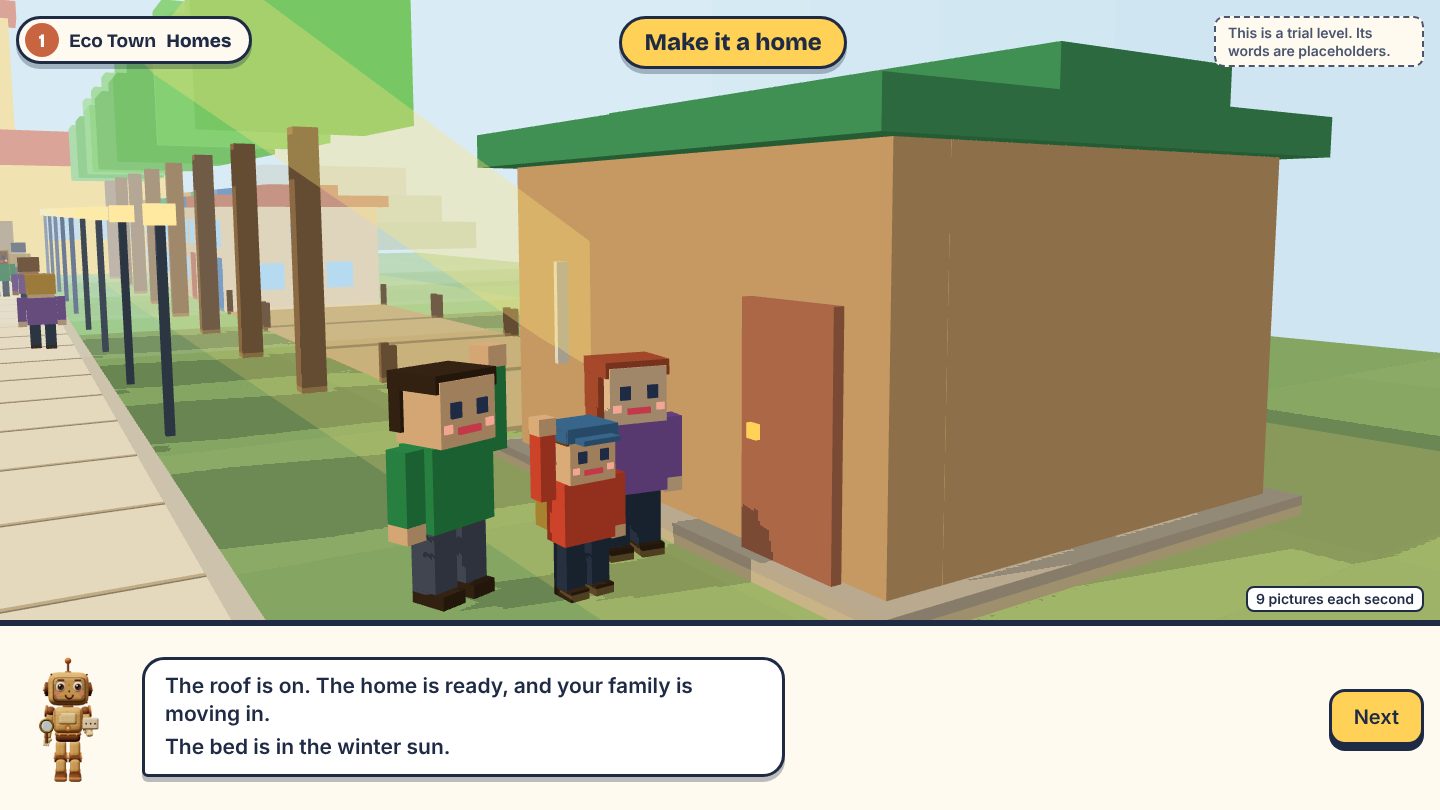 1 Eco Town Homes
Make it a home
This is a trial level. Its
words are placeholders.
9 pictures each second
The roof is on. The home is ready, and your family is
moving in.
The bed is in the winter sun.
Next